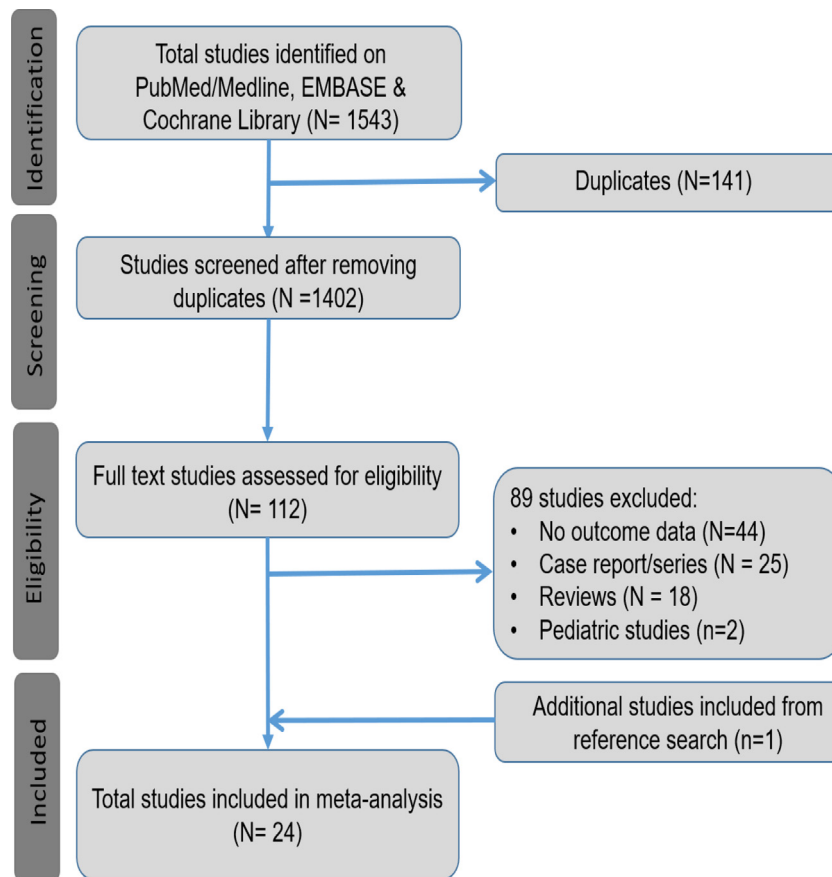 Identification
Total studies identified on
PubMed/Medline, EMBASE &
Cochrane Library (N= 1543)
Duplicates (N=141)
Screening
Studies screened after removing
duplicates (N =1402)
Eligibility
Full text studies assessed for eligibility
(N= 112)
89 studies excluded:
• No outcome data (N=44)
• Case report/series (N = 25)
• Reviews (N = 18)
• Pediatric studies (n=2)
Included
Additional studies included from
reference search (n=1)
Total studies included in meta-analysis
(N= 24)